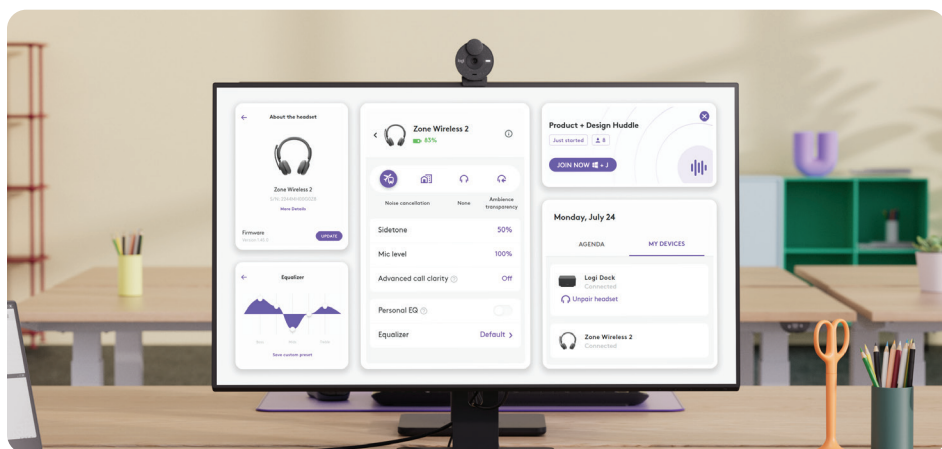 About the headset
Zone Wireless 2
More Details
Firmware
UPDATE
Equalizer
Save custom preset
Zone Wireless 2
83%
Noise cancellation
None
Ambience
transparency
Sidetone
50%
Mic level
100%
Advanced call clarity
Off
Personal EQ
Equalizer
Default >
Product + Design Huddle
Just started
8
JOIN NOW + J
Monday, July 24
AGENDA
MY DEVICES
Logi Dock
Connected
Unpair headset
Zone Wireless 2
Connected